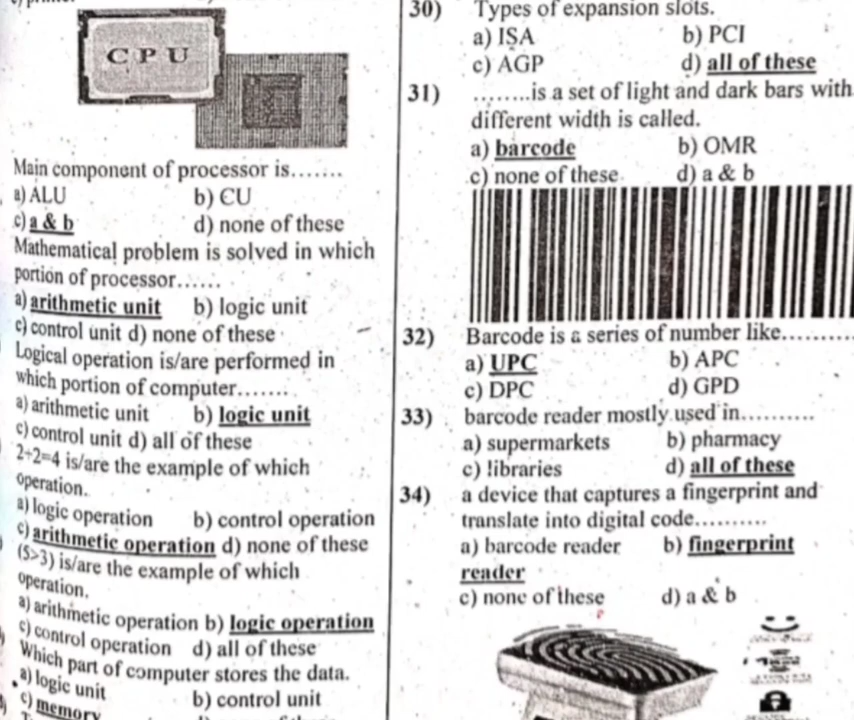 CPU
Main component of processor is.......
a) ALU b) CU
c) a & b d) none of these
Mathematical problem is solved in which
portion of processor......
a) arithmetic unit b) logic unit
c) control unit d) none of these
Logical operation is/are performed in
which portion of computer.......
a) arithmetic unit b) logic unit
c) control unit d) all of these
2+2=4 is/are the example of which
operation.
a) logic operation b) control operation
c) arithmetic operation d) none of these
(5>3) is/are the example of which
operation.
a) arithmetic operation b) logic operation
c) control operation d) all of these
Which part of computer stores the data.
a) logic unit b) control unit
c) memory
30) Types of expansion slots.
a) ISA b) PCI
c) AGP d) all of these
31) ........is a set of light and dark bars with
different width is called.
a) barcode b) OMR
c) none of these d) a & b
32) Barcode is a series of number like..........
a) UPC b) APC
c) DPC d) GPD
33) barcode reader mostly used in..........
a) supermarkets b) pharmacy
c) libraries d) all of these
34) a device that captures a fingerprint and
translate into digital code..........
a) barcode reader b) fingerprint
reader
c) none of these d) a & b